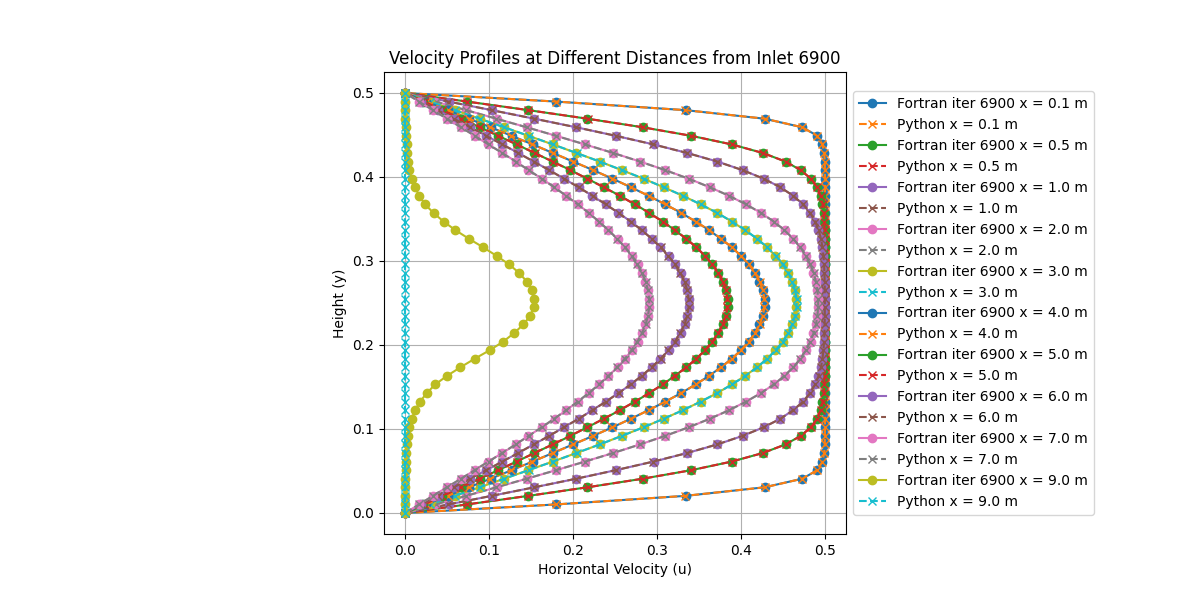 Velocity Profiles at Different Distances from Inlet 6900
Height (y)
0.5
0.4
0.3
0.2
0.1
0.0
0.0 0.1 0.2 0.3 0.4 0.5
Horizontal Velocity (u)
Fortran iter 6900 x = 0.1 m
Python x = 0.1 m
Fortran iter 6900 x = 0.5 m
Python x = 0.5 m
Fortran iter 6900 x = 1.0 m
Python x = 1.0 m
Fortran iter 6900 x = 2.0 m
Python x = 2.0 m
Fortran iter 6900 x = 3.0 m
Python x = 3.0 m
Fortran iter 6900 x = 4.0 m
Python x = 4.0 m
Fortran iter 6900 x = 5.0 m
Python x = 5.0 m
Fortran iter 6900 x = 6.0 m
Python x = 6.0 m
Fortran iter 6900 x = 7.0 m
Python x = 7.0 m
Fortran iter 6900 x = 9.0 m
Python x = 9.0 m